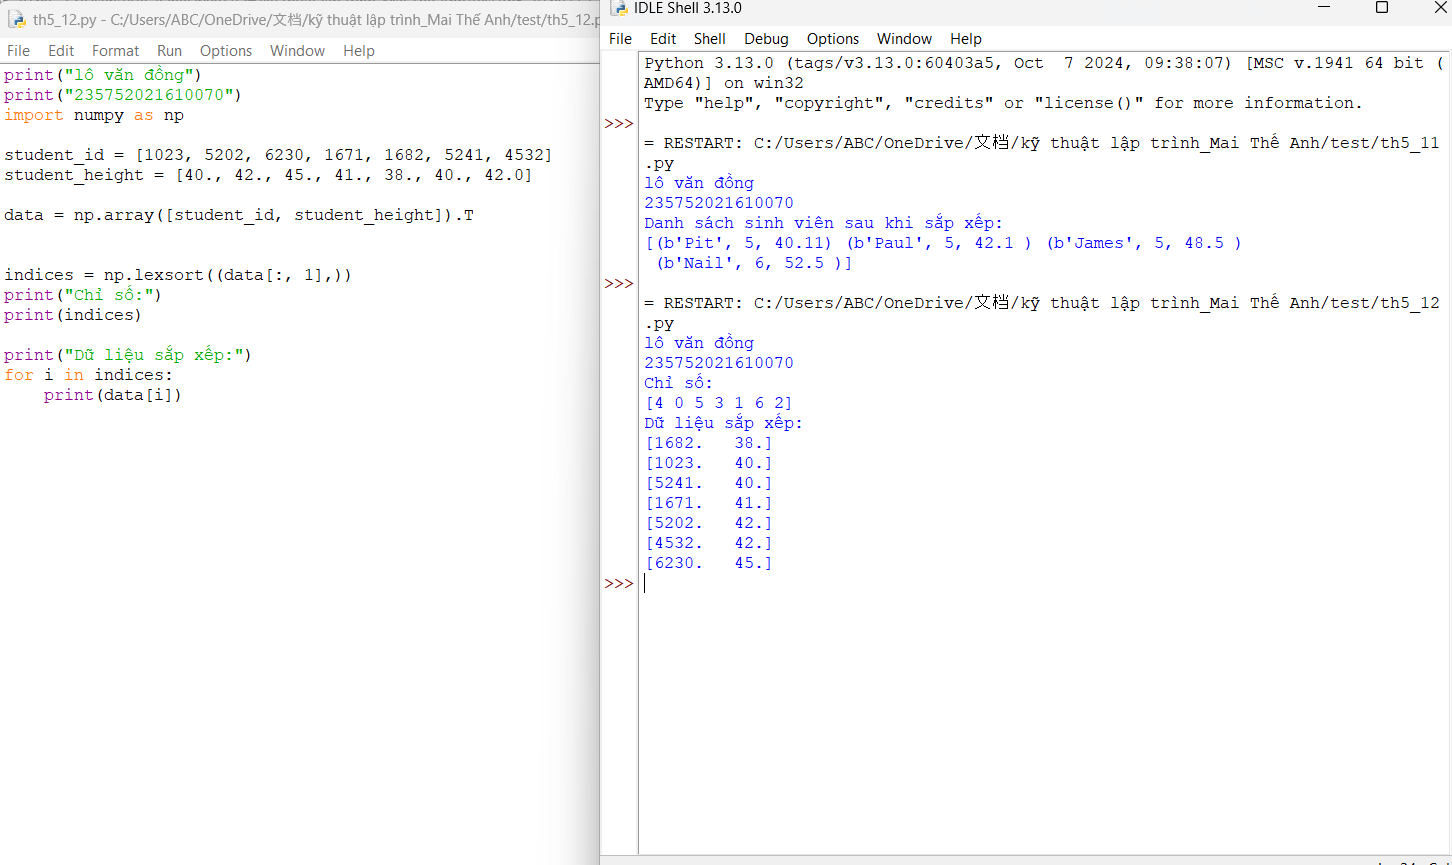 th5_12.py - C:/Users/ABC/OneDrive/文档/kỹ thuật lập trình_Mai Thế Anh/test/th5_12.p
File Edit Format Run Options Window Help
print("lô văn đồng")
print("235752021610070")
import numpy as np
student_id = [1023, 5202, 6230, 1671, 1682, 5241, 4532]
student_height = [40., 42., 45., 41., 38., 40., 42.0]
data = np.array([student_id, student_height]).T
indices = np.lexsort((data[:, 1],))
print("Chỉ số:")
print(indices)
print("Dữ liệu sắp xếp:")
for i in indices:
    print(data[i])
IDLE Shell 3.13.0
File Edit Shell Debug Options Window Help
Python 3.13.0 (tags/v3.13.0:60403a5, Oct  7 2024, 09:38:07) [MSC v.1941 64 bit (
AMD64)] on win32
Type "help", "copyright", "credits" or "license()" for more information.
>>>
= RESTART: C:/Users/ABC/OneDrive/文档/kỹ thuật lập trình_Mai Thế Anh/test/th5_11
.py
lô văn đồng
235752021610070
Danh sách sinh viên sau khi sắp xếp:
[(b'Pit', 5, 40.11) (b'Paul', 5, 42.1 ) (b'James', 5, 48.5 )
 (b'Nail', 6, 52.5 )]
>>>
= RESTART: C:/Users/ABC/OneDrive/文档/kỹ thuật lập trình_Mai Thế Anh/test/th5_12
.py
lô văn đồng
235752021610070
Chỉ số:
[4 0 5 3 1 6 2]
Dữ liệu sắp xếp:
[1682.   38.]
[1023.   40.]
[5241.   40.]
[1671.   41.]
[5202.   42.]
[4532.   42.]
[6230.   45.]
>>>